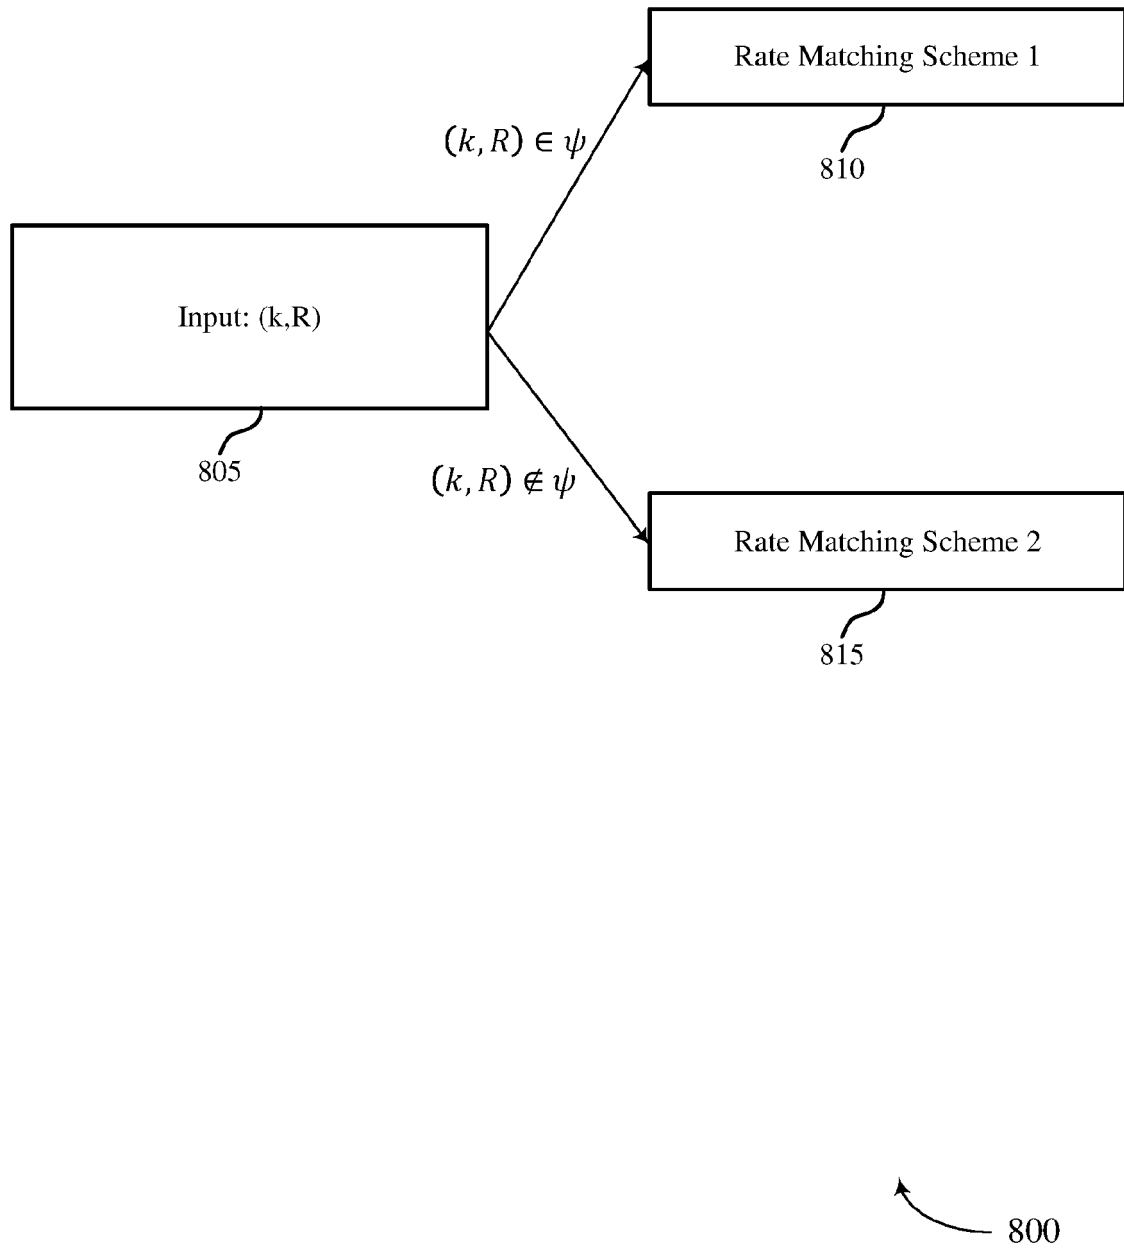 Rate Matching Scheme 1
810
(k, R) ∈ ψ
Input: (k,R)
805
(k, R) ∉ ψ
Rate Matching Scheme 2
815
800